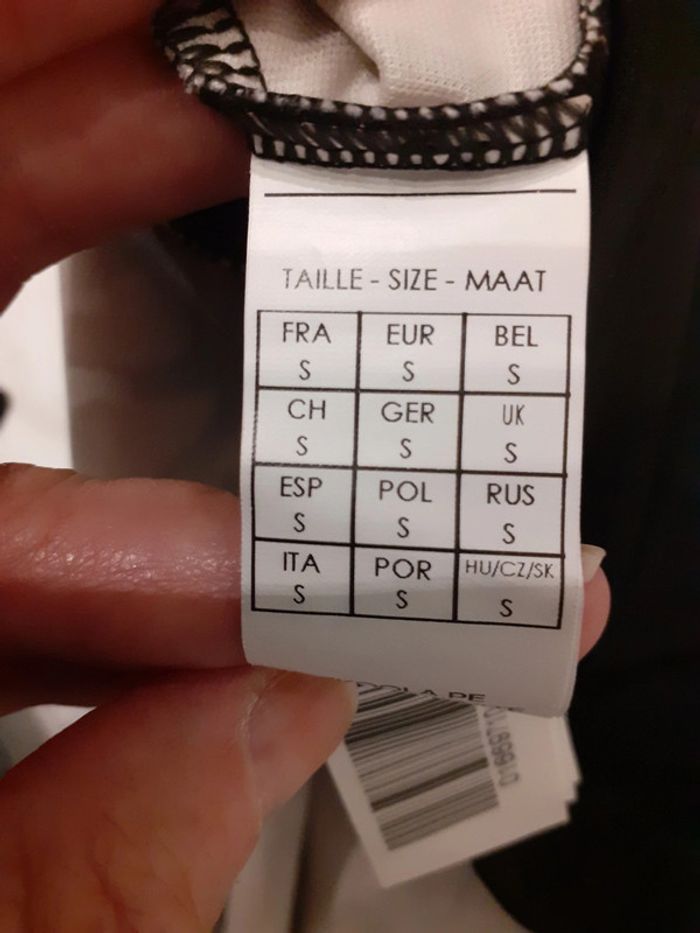 TAILLE - SIZE - MAAT
FRA EUR BEL
S S S
CH GER UK
S S S
ESP POL RUS
S S S
ITA POR HU/CZ/SK
S S S